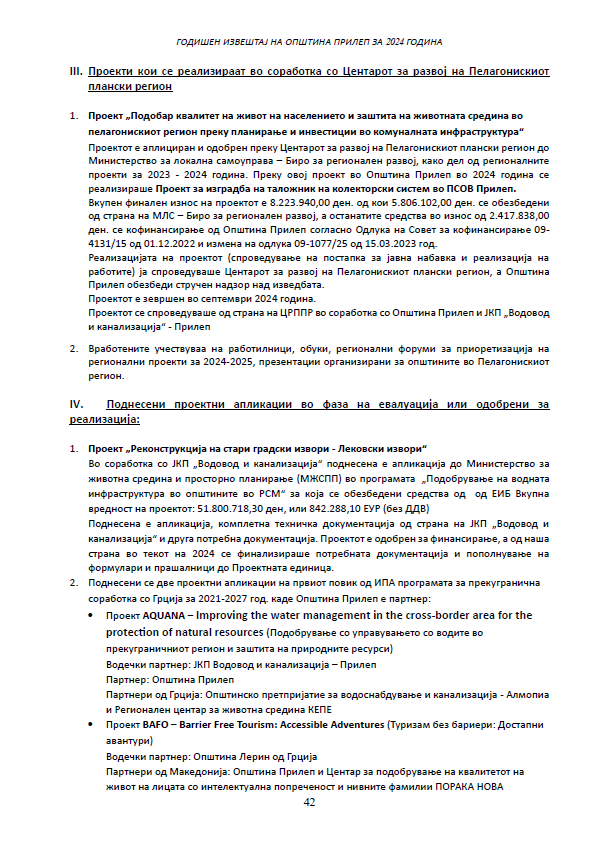 ГОДИШЕН ИЗВЕШТАЈ НА ОПШТИНА ПРИЛЕП ЗА 2024 ГОДИНА
III. Проекти кои се реализираат во соработка со Центарот за развој на Пелагонискиот
плански регион
1. Проект „Подобар квалитет на живот на населението и заштита на животната средина во
пелагонискиот регион преку планирање и инвестиции во комуналната инфраструктура“
Проектот е аплициран и одобрен преку Центарот за развој на Пелагонискиот плански регион до
Министерство за локална самоуправа – Биро за регионален развој, како дел од регионалните
проекти за 2023 - 2024 година. Преку овој проект во Општина Прилеп во 2024 година се
реализираше Проект за изградба на таложник на колекторски систем во ПСОВ Прилеп.
Вкупен финален износ на проектот е 8.223.940,00 ден. од кои 5.806.102,00 ден. се обезбедени
од страна на МЛС – Биро за регионален развој, а останатите средства во износ од 2.417.838,00
ден. се кофинансирање од Општина Прилеп согласно Одлука на Совет за кофинансирање 09-
4131/15 од 01.12.2022 и измена на одлука 09-1077/25 од 15.03.2023 год.
Реализацијата на проектот (спроведување на постапка за јавна набавка и реализација на
работите) ја спроведуваше Центарот за развој на Пелагонискиот плански регион, а Општина
Прилеп обезбеди стручен надзор над изведбата.
Проектот е зевршен во септември 2024 година.
Проектот се спроведуваше од страна на ЦРППР во соработка со Општина Прилеп и ЈКП „Водовод
и канализација“ - Прилеп
2. Вработените учествуваа на работилници, обуки, регионални форуми за приоретизација на
регионални проекти за 2024-2025, презентации организирани за општините во Пелагонискиот
регион.
IV. Поднесени проектни апликации во фаза на евалуација или одобрени за
реализација:
1. Проект „Реконструкција на стари градски извори - Лековски извори“
Во соработка со ЈКП „Водовод и канализација“ поднесена е апликација до Министерство за
животна средина и просторно планирање (МЖСПП) во програмата „Подобрување на водната
инфраструктура во општините во РСМ“ за која се обезбедени средства од од ЕИБ Вкупна
вредност на проектот: 51.800.718,30 ден, или 842.288,10 ЕУР (без ДДВ)
Поднесена е апликација, комплетна техничка документација од страна на ЈКП „Водовод и
канализација“ и друга потребна документација. Проектот е одобрен за финансирање, а од наша
страна во текот на 2024 се финализираше потребната документација и пополнување на
формулари и прашалници до Проектната единица.
2. Поднесени се две проектни апликации на првиот повик од ИПА програмата за прекугранична
соработка со Грција за 2021-2027 год. каде Општина Прилеп е партнер:
• Проект AQUANA – Improving the water management in the cross-border area for the
protection of natural resources (Подобрување со управувањето со водите во
прекуграничниот регион и заштита на природните ресурси)
Водечки партнер: ЈКП Водовод и канализација – Прилеп
Партнер: Општина Прилеп
Партнери од Грција: Општинско претпријатие за водоснабдување и канализација - Алмопиа
и Регионален центар за животна средина КЕПЕ
• Проект BAFO – Barrier Free Tourism: Accessible Adventures (Туризам без бариери: Достапни
авантури)
Водечки партнер: Општина Лерин од Грција
Партнери од Македонија: Општина Прилеп и Центар за подобрување на квалитетот на
живот на лицата со интелектуална попреченост и нивните фамилии ПОРАКА НОВА
42